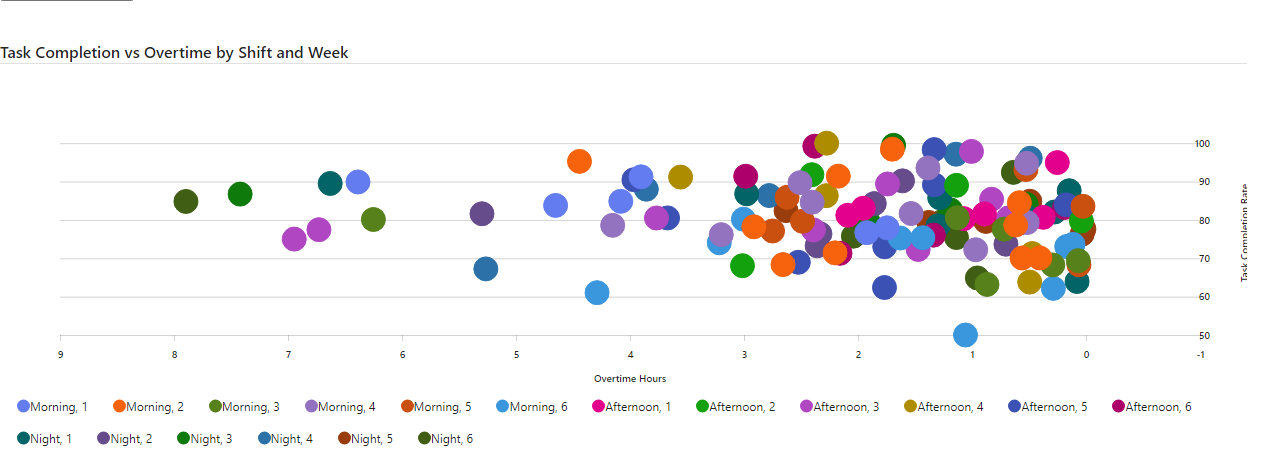 Task Completion vs Overtime by Shift and Week
100
90
80
70
60
50
9 8 7 6 5 4 3 2 1 0 -1
Overtime Hours
Task Completion Rate
Morning, 1 Morning, 2 Morning, 3 Morning, 4 Morning, 5 Morning, 6 Afternoon, 1 Afternoon, 2 Afternoon, 3 Afternoon, 4 Afternoon, 5 Afternoon, 6
Night, 1 Night, 2 Night, 3 Night, 4 Night, 5 Night, 6